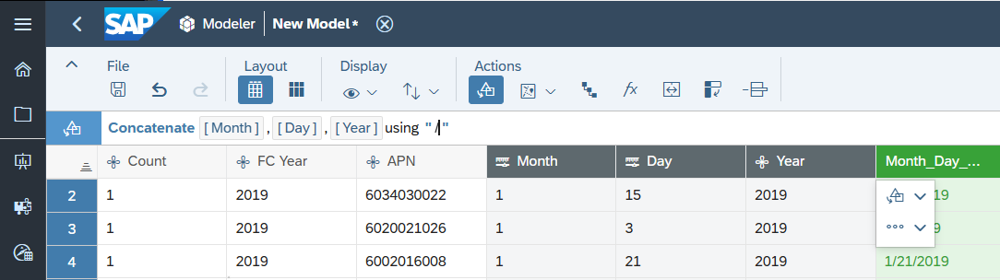 SAP Modeler New Model*
File Layout Display Actions
fx
Concatenate [Month] , [Day] , [Year] using "/"
Count FC Year APN Month Day Year Month_Day_...
2 1 2019 6034030022 1 15 2019 19
3 1 2019 6020021026 1 3 2019 9
4 1 2019 6002016008 1 21 2019 1/21/2019